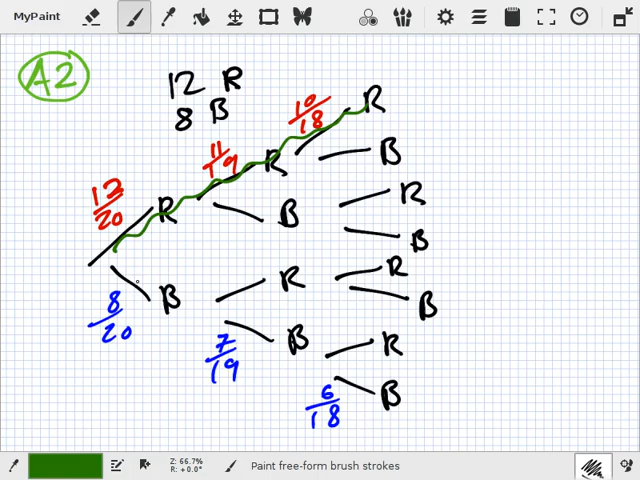 MyPaint
A2
12 R
8 B
12/20
R
11/19
R
10/18
R
B
B
R
B
8/20
B
R
R
B
7/19
B
R
6/18
B
Z: 66.7%
R: +0.0°
Paint free-form brush strokes